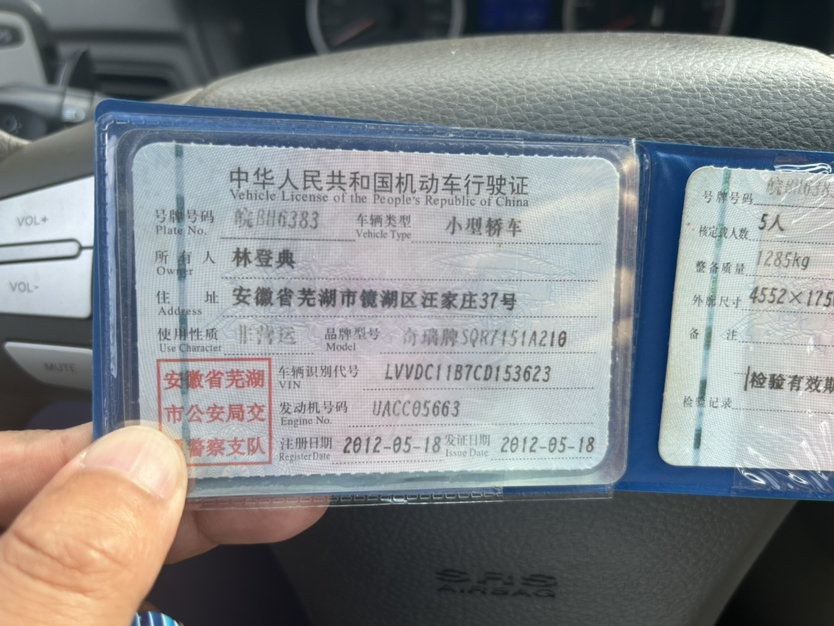 VOL+
VOL-
MUTE
中华人民共和国机动车行驶证
Vehicle License of the People's Republic of China
号牌号码 皖BH6383 车辆类型 小型轿车
Plate No. Vehicle Type
所有人 林登典
Owner
住址 安徽省芜湖市镜湖区汪家庄37号
Address
使用性质 非营运 品牌型号 奇瑞牌SQR7151A210
Use Character Model
车辆识别代号 LVVDC11B7CD153623
VIN
发动机号码 UACC05663
Engine No.
注册日期 2012-05-18 发证日期 2012-05-18
Register Date Issue Date
安徽省芜湖
市公安局交
警察支队
号牌号码
核定载人数 5人
整备质量 1285kg
外廓尺寸 4552×175
备注
检验有效期
检验记录
SRS
AIRBAG